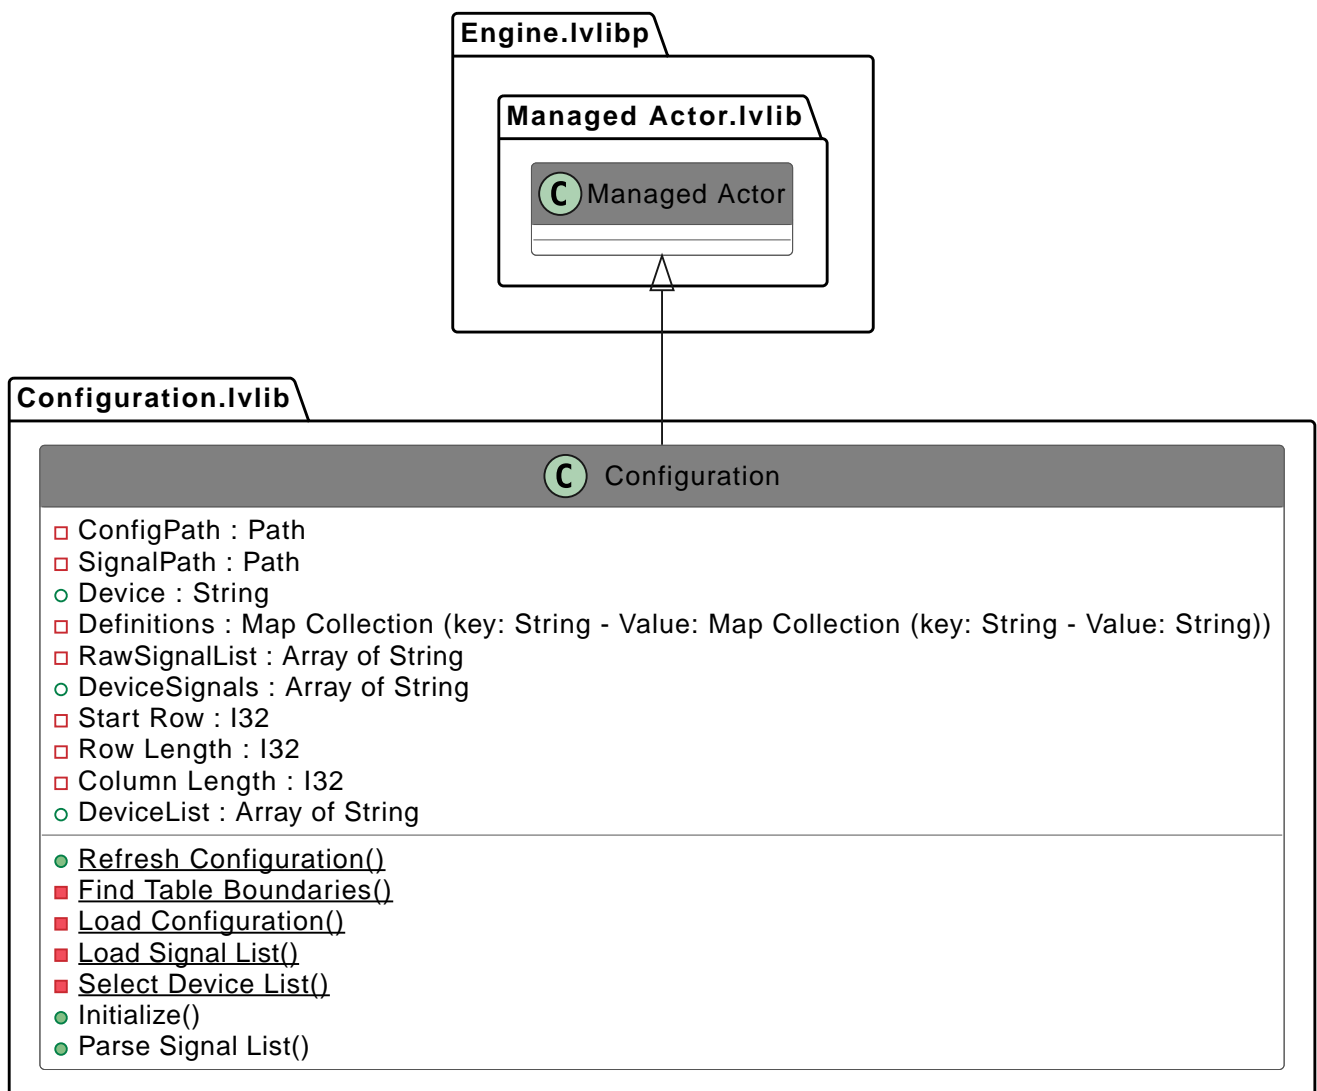 Engine.lvlibp
Managed Actor.lvlib
C Managed Actor
Configuration.lvlib
C Configuration
ConfigPath : Path
SignalPath : Path
Device : String
Definitions : Map Collection (key: String - Value: Map Collection (key: String - Value: String))
RawSignalList : Array of String
DeviceSignals : Array of String
Start Row : I32
Row Length : I32
Column Length : I32
DeviceList : Array of String
Refresh Configuration()
Find Table Boundaries()
Load Configuration()
Load Signal List()
Select Device List()
Initialize()
Parse Signal List()